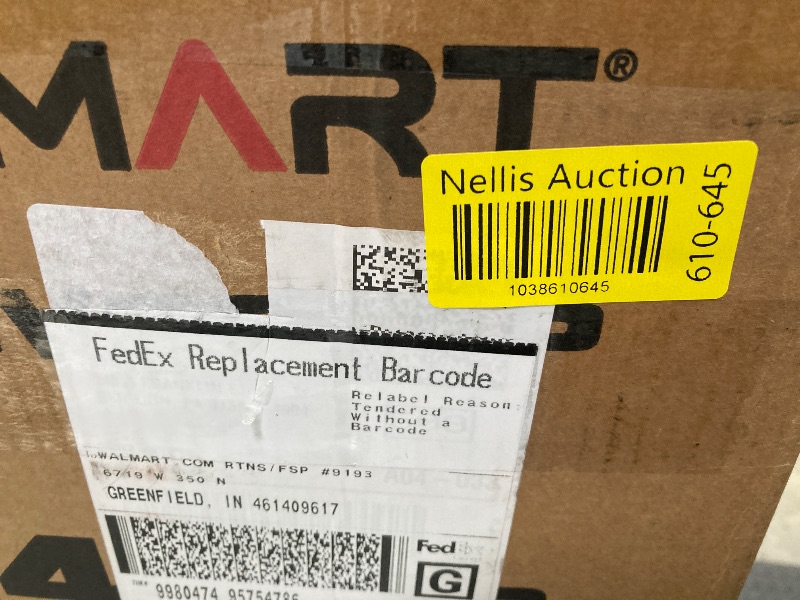 MART®
Nellis Auction
1038610645
610-645
FedEx Replacement Barcode
Relabel Reason:
Tendered
Without a
Barcode
WALMART COM RTNS/FSP #9193
6719 W 350 N
GREENFIELD, IN 461409617
Fed
G
9980474 95754786